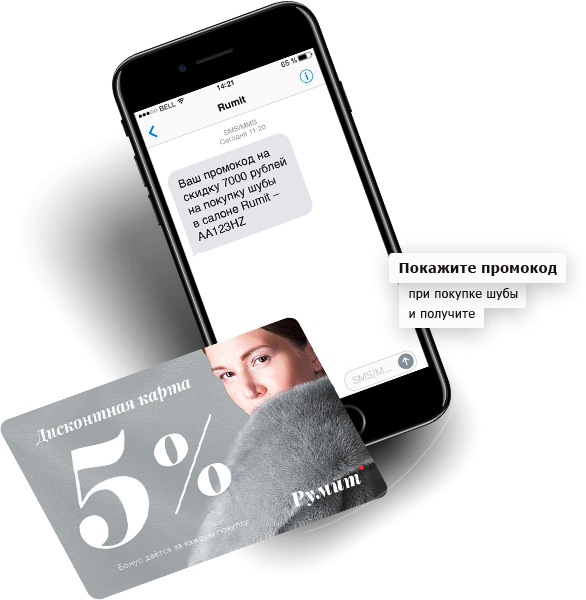 BELL
14:21
65 %
Rumit
SMS/MMS
Сегодня 11:20
Ваш промокод на
скидку 7000 рублей
на покупку шубы
в салоне Rumit –
AA123HZ
Покажите промокод
при покупке шубы
и получите
SMS/M...
Дисконтная карта
5%
Румит
Бонус даётся за каждую покупку